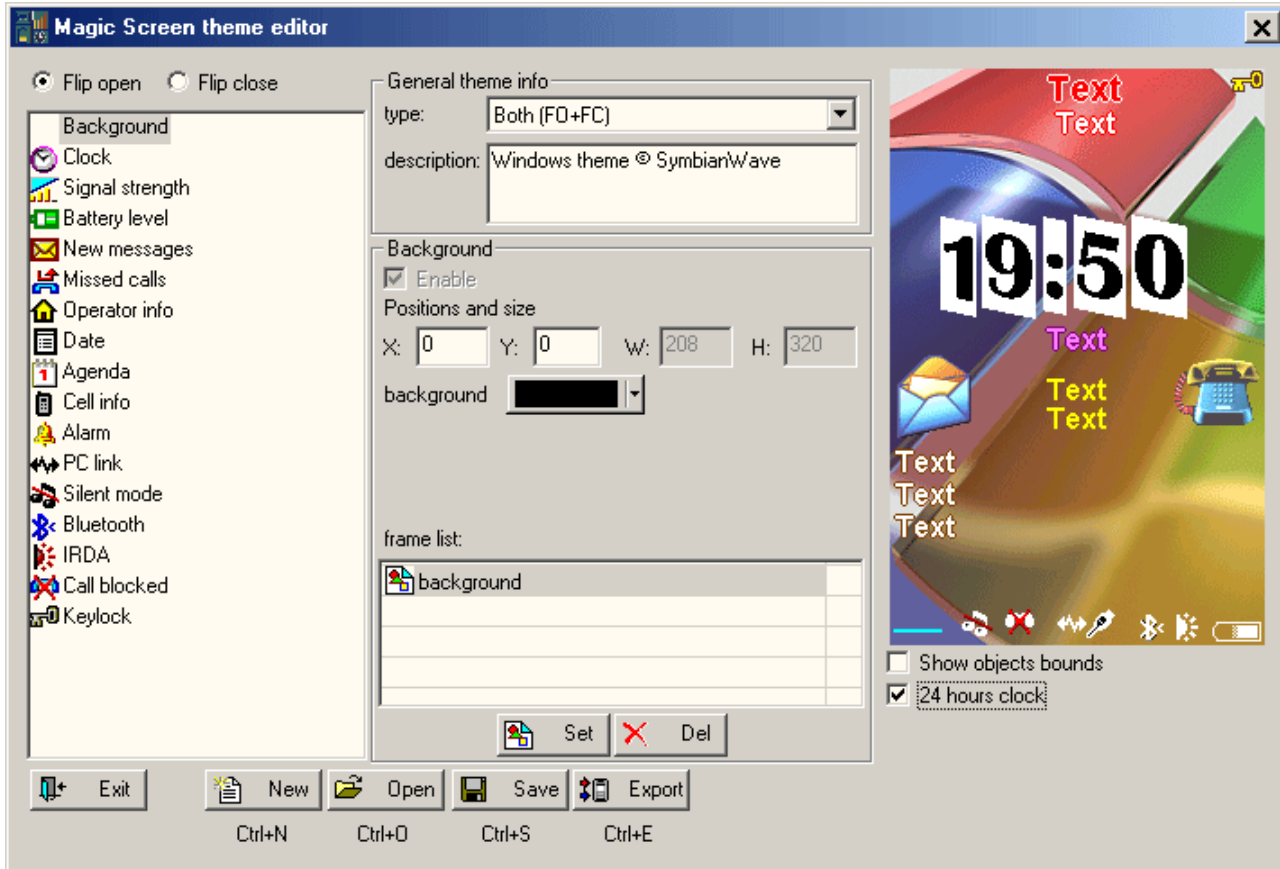 Magic Screen theme editor
Flip open
Flip close
Background
Clock
Signal strength
Battery level
New messages
Missed calls
Operator info
Date
Agenda
Cell info
Alarm
PC link
Silent mode
Bluetooth
IRDA
Call blocked
Keylock
General theme info
type: Both (FO+FC)
description: Windows theme © SymbianWave
Background
Enable
Positions and size
X: 0 Y: 0 W: 208 H: 320
background
frame list:
background
Set
Del
Text
Text
19:50
Text
Text
Text
Text
Text
Text
Show objects bounds
24 hours clock
Exit
New
Open
Save
Export
Ctrl+N
Ctrl+O
Ctrl+S
Ctrl+E